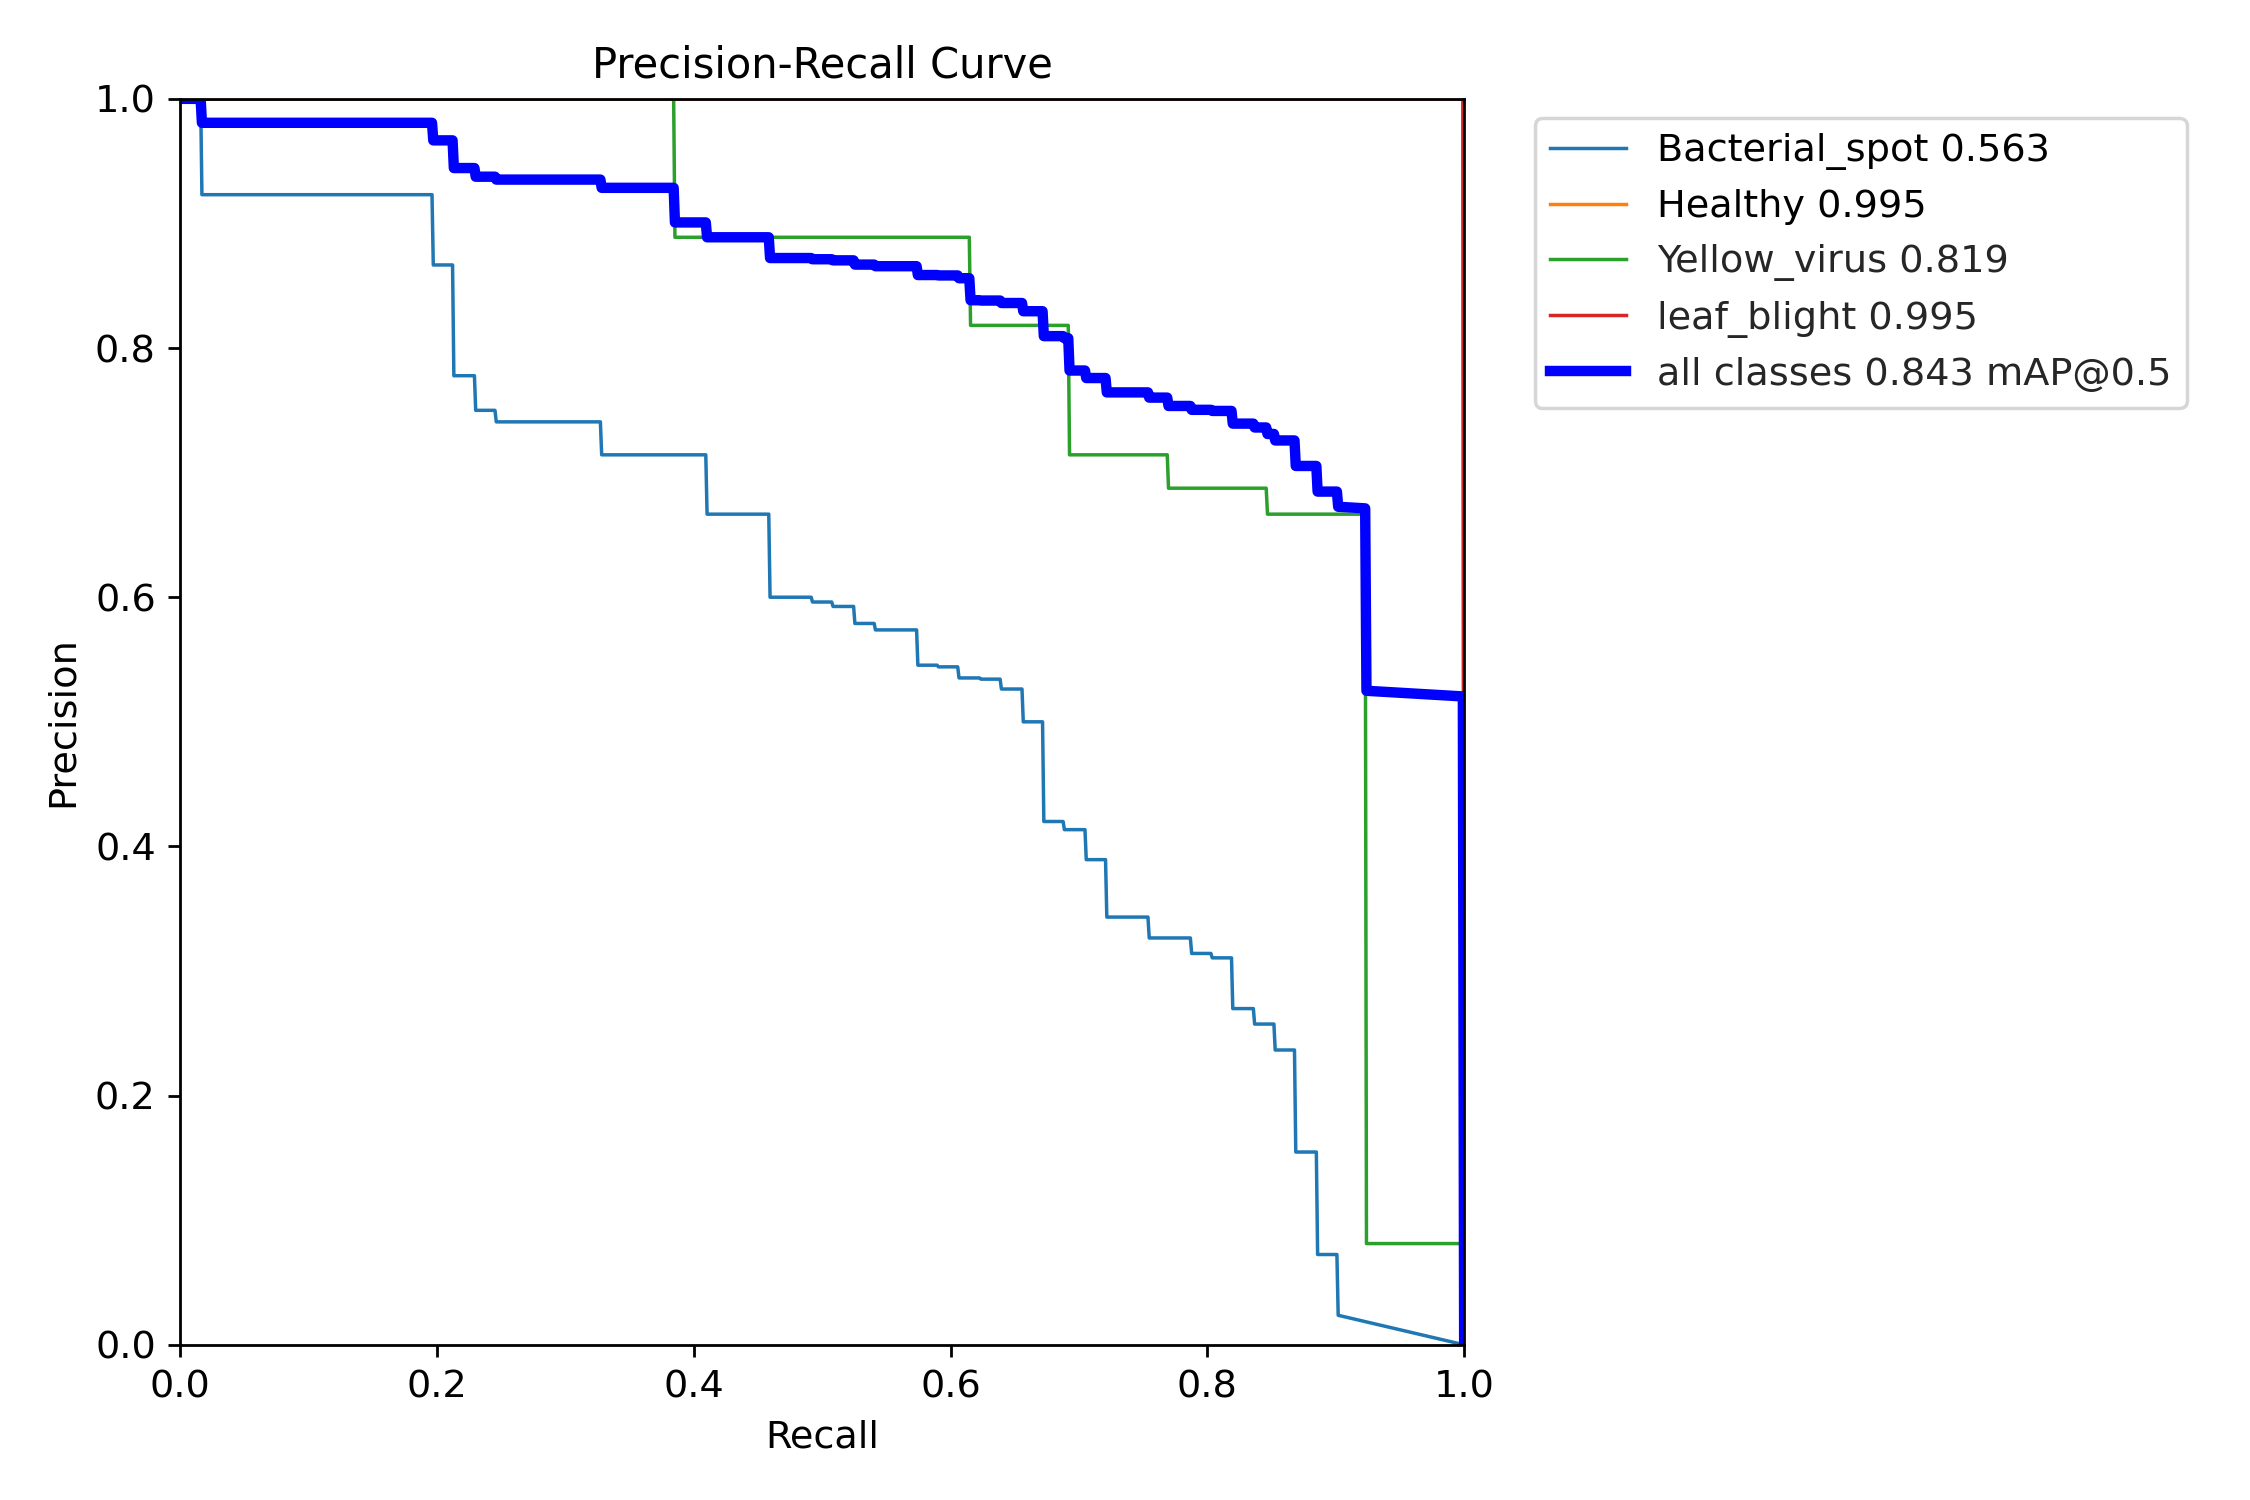 Precision-Recall Curve
1.0
0.8
0.6
0.4
0.2
0.0
Precision
0.0 0.2 0.4 0.6 0.8 1.0
Recall
Bacterial_spot 0.563
Healthy 0.995
Yellow_virus 0.819
leaf_blight 0.995
all classes 0.843 mAP@0.5